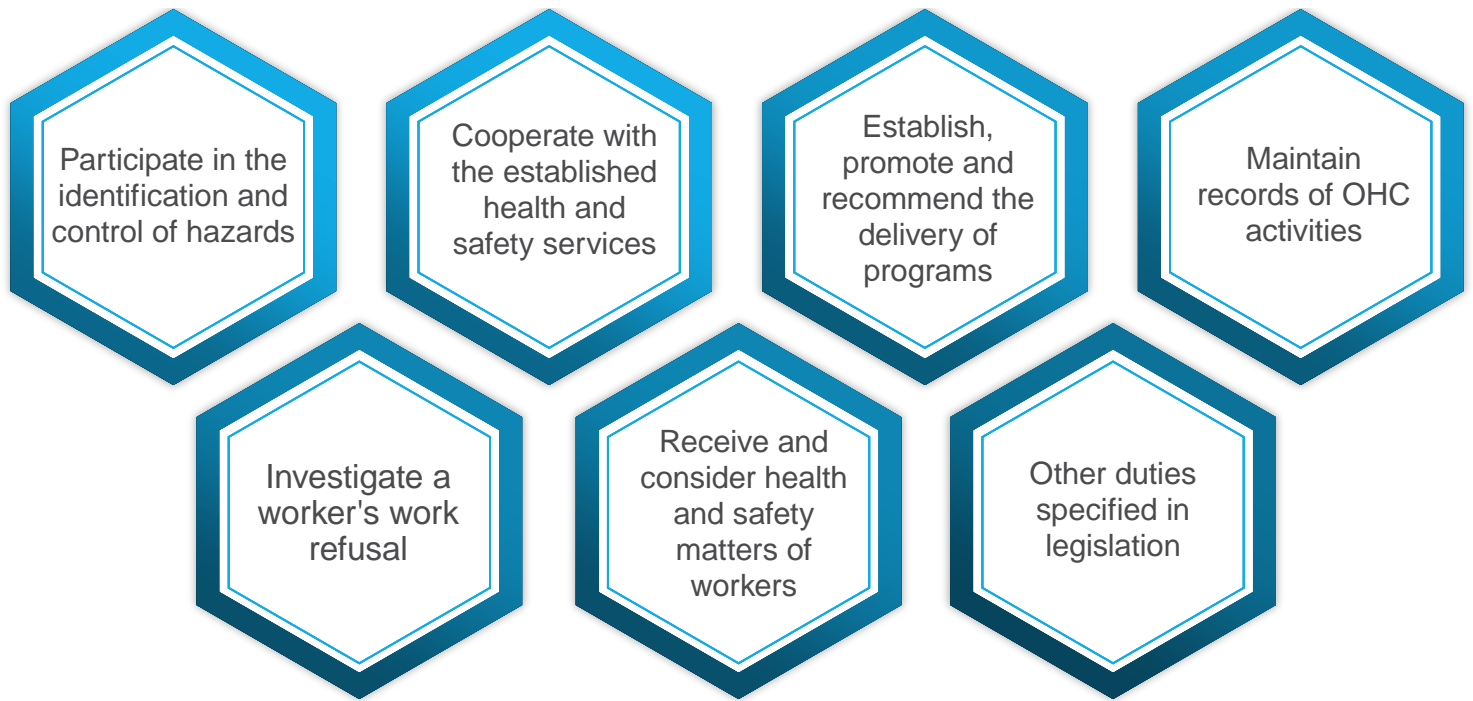 Participate in the
identification and
control of hazards
Cooperate with
the established
health and
safety services
Establish,
promote and
recommend the
delivery of
programs
Maintain
records of OHC
activities
Investigate a
worker's work
refusal
Receive and
consider health
and safety
matters of
workers
Other duties
specified in
legislation